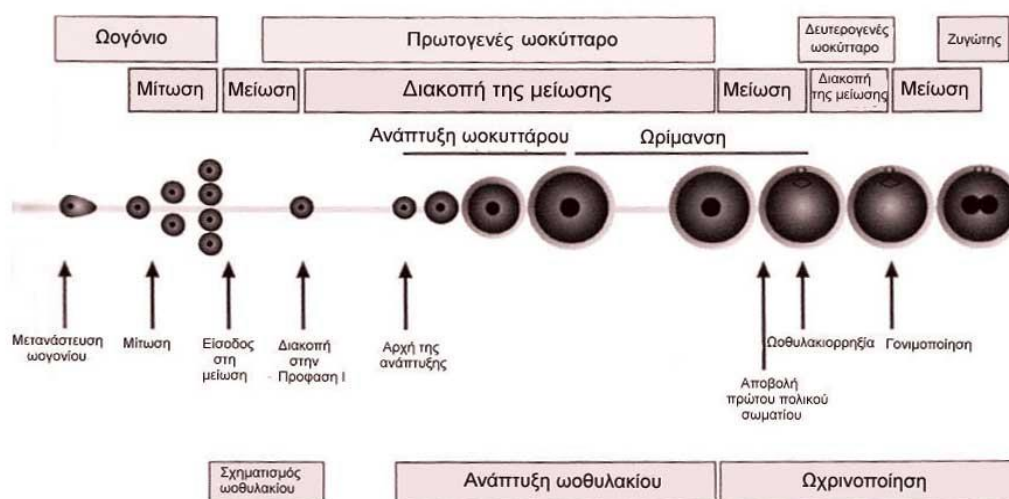 Ωογόνιο
Πρωτογενές ωοκύτταρο
Δευτερογενές
ωοκύτταρο
Ζυγώτης
Μίτωση
Μείωση
Διακοπή της μείωσης
Μείωση
Διακοπή
της μείωσης
Μείωση
Ανάπτυξη ωοκυττάρου
Ωρίμανση
Μετανάστευση
ωογονίου
Μίτωση
Είσοδος
στη
μείωση
Διακοπή
στην
Προφαση Ι
Αρχή της
ανάπτυξης
Ωοθυλακιορρηξία
Γονιμοποίηση
Αποβολή
πρώτου πολικού
σωματίου
Σχηματισμός
ωοθυλακίου
Ανάπτυξη ωοθυλακίου
Ωχρινοποίηση